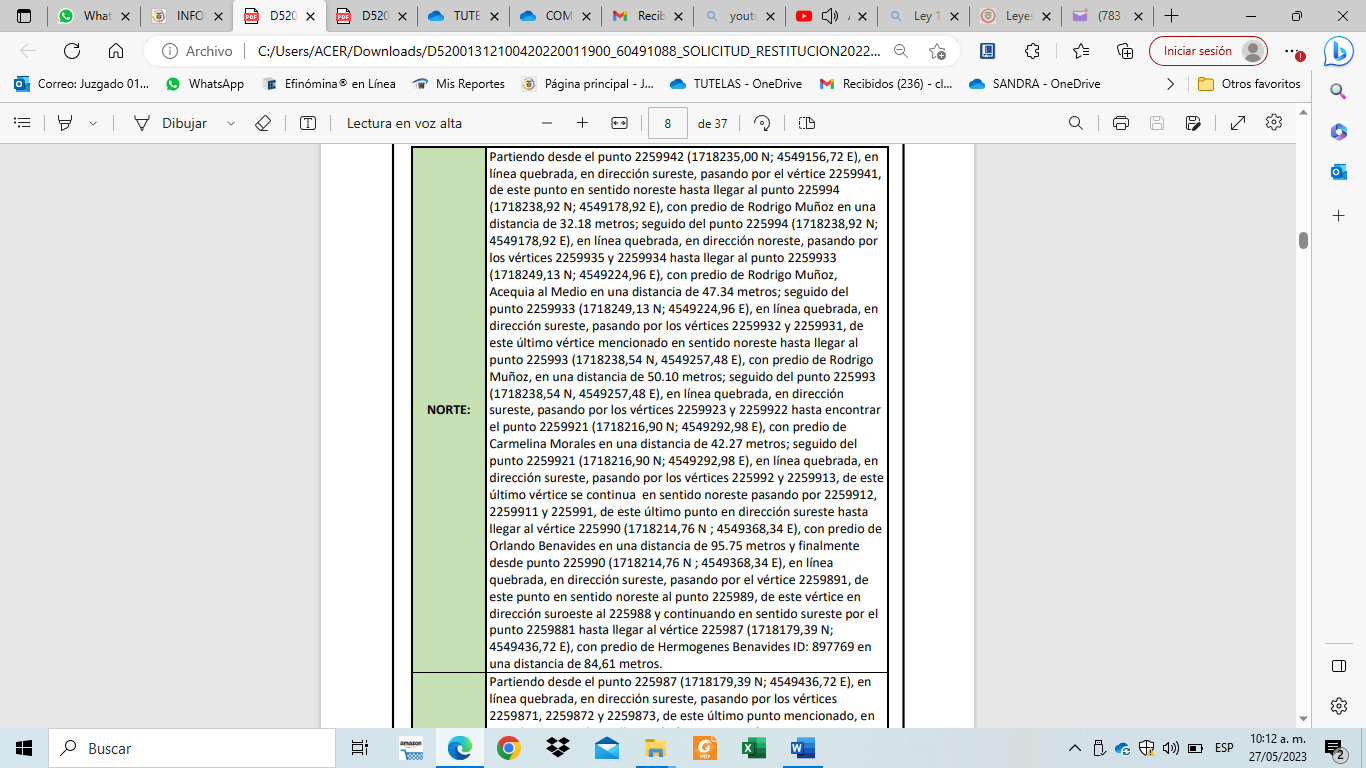 What
INFO
D520
D520
TUTE
COM
Recib
youtu
Ley 1
Leyes
(783
Archivo
C:/Users/ACER/Downloads/D52001312100420220011900_60491088_SOLICITUD_RESTITUCION2022...
Iniciar sesión
Correo: Juzgado 01...
WhatsApp
Efinómina® en Línea
Mis Reportes
Página principal - J...
TUTELAS - OneDrive
Recibidos (236) - cl...
SANDRA - OneDrive
Otros favoritos
Dibujar
Lectura en voz alta
8
de 37
NORTE:
Partiendo desde el punto 2259942 (1718235,00 N; 4549156,72 E), en
línea quebrada, en dirección sureste, pasando por el vértice 2259941,
de este punto en sentido noreste hasta llegar al punto 225994
(1718238,92 N; 4549178,92 E), con predio de Rodrigo Muñoz en una
distancia de 32.18 metros; seguido del punto 225994 (1718238,92 N;
4549178,92 E), en línea quebrada, en dirección noreste, pasando por
los vértices 2259935 y 2259934 hasta llegar al punto 2259933
(1718249,13 N; 4549224,96 E), con predio de Rodrigo Muñoz,
Acequia al Medio en una distancia de 47.34 metros; seguido del
punto 2259933 (1718249,13 N; 4549224,96 E), en línea quebrada, en
dirección sureste, pasando por los vértices 2259932 y 2259931, de
este último vértice mencionado en sentido noreste hasta llegar al
punto 225993 (1718238,54 N, 4549257,48 E), con predio de Rodrigo
Muñoz, en una distancia de 50.10 metros; seguido del punto 225993
(1718238,54 N, 4549257,48 E), en línea quebrada, en dirección
sureste, pasando por los vértices 2259923 y 2259922 hasta encontrar
el punto 2259921 (1718216,90 N; 4549292,98 E), con predio de
Carmelina Morales en una distancia de 42.27 metros; seguido del
punto 2259921 (1718216,90 N; 4549292,98 E), en línea quebrada, en
dirección sureste, pasando por los vértices 225992 y 2259913, de este
último vértice se continua  en sentido noreste pasando por 2259912,
2259911 y 225991, de este último punto en dirección sureste hasta
llegar al vértice 225990 (1718214,76 N ; 4549368,34 E), con predio de
Orlando Benavides en una distancia de 95.75 metros y finalmente
desde punto 225990 (1718214,76 N ; 4549368,34 E), en línea
quebrada, en dirección sureste, pasando por el vértice 2259891, de
este punto en sentido noreste al punto 225989, de este vértice en
dirección suroeste al 225988 y continuando en sentido sureste por el
punto 2259881 hasta llegar al vértice 225987 (1718179,39 N;
4549436,72 E), con predio de Hermogenes Benavides ID: 897769 en
una distancia de 84,61 metros.
Partiendo desde el punto 225987 (1718179,39 N; 4549436,72 E), en
línea quebrada, en dirección sureste, pasando por los vértices
2259871, 2259872 y 2259873, de este último punto mencionado, en
Buscar
amazon
ESP
10:12 a. m.
27/05/2023
2